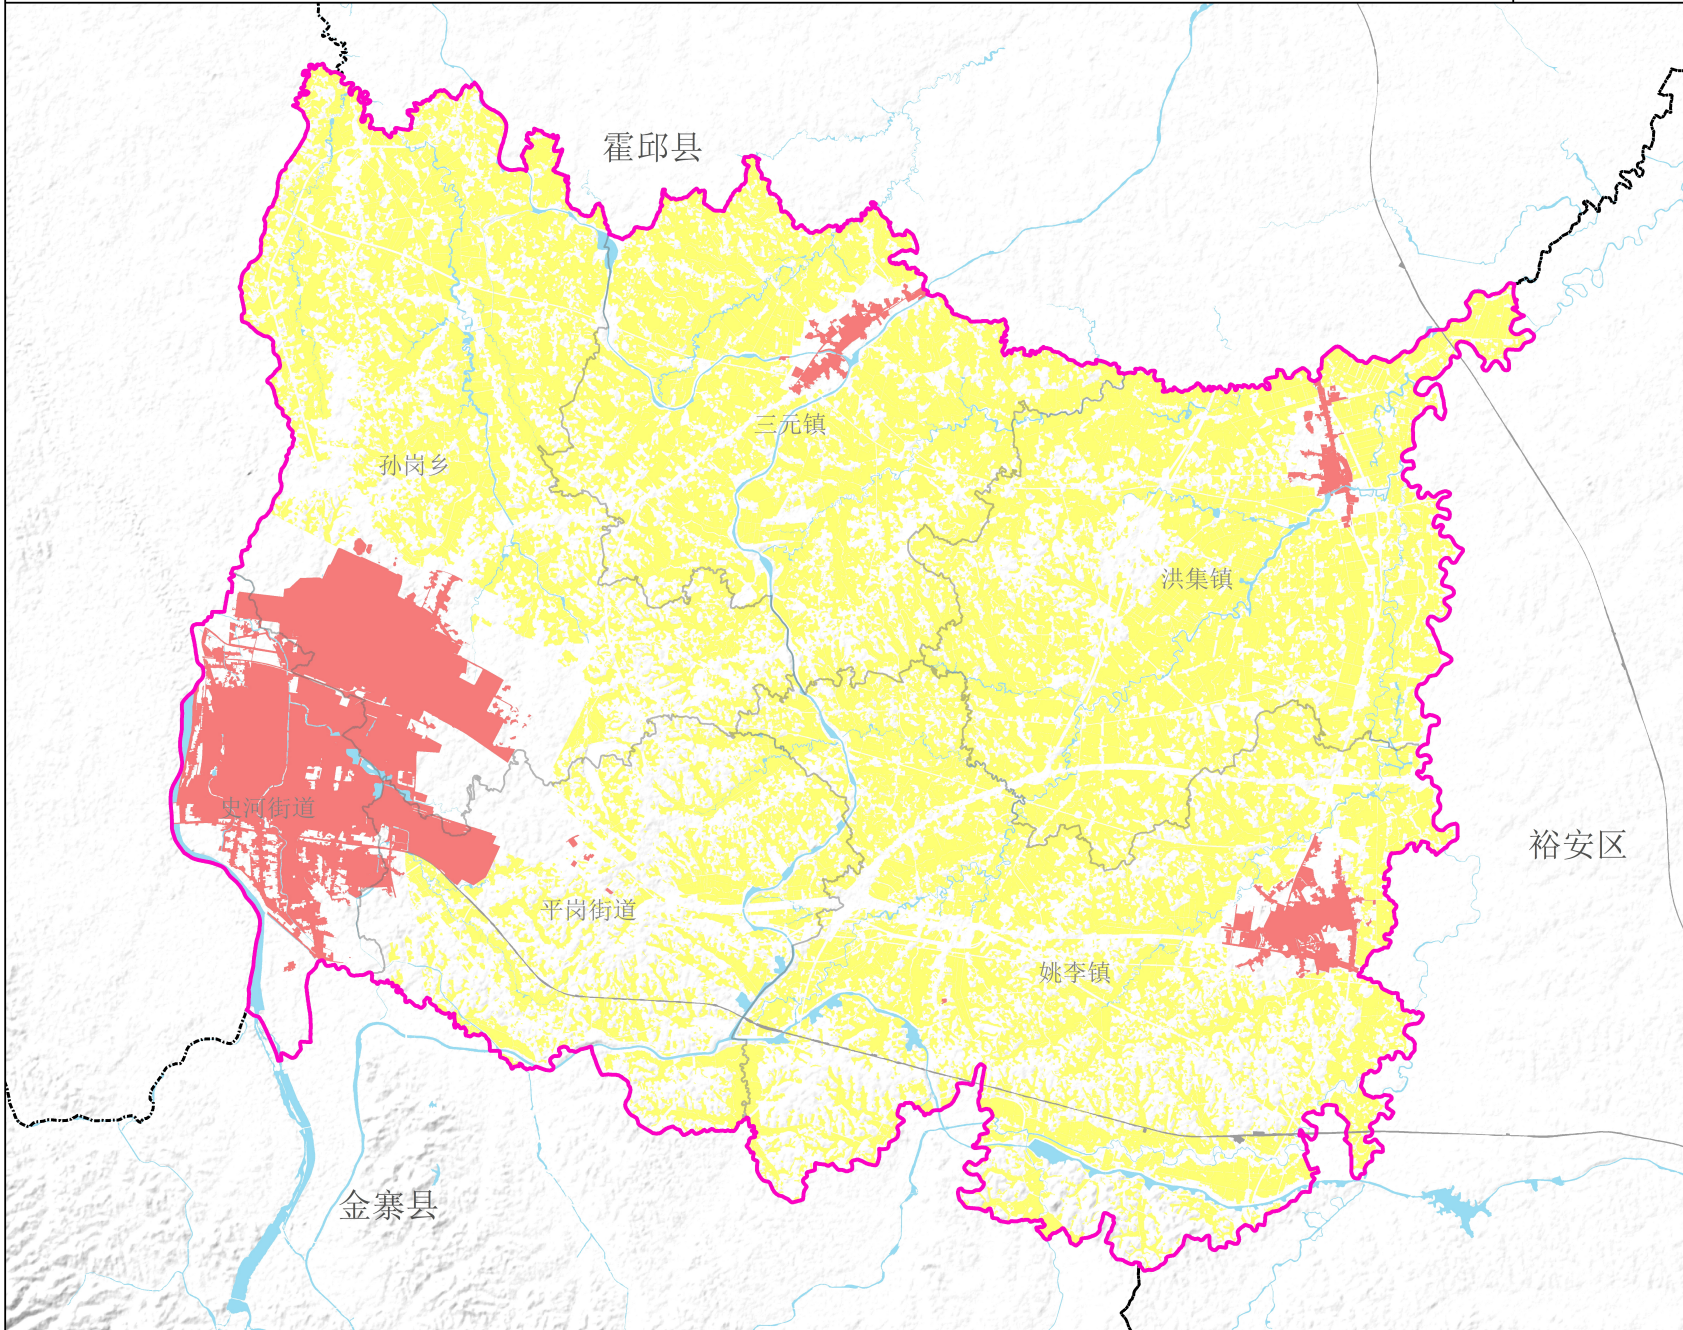 霍邱县
三元镇
孙岗乡
洪集镇
史河街道
裕安区
平岗街道
姚李镇
金寨县